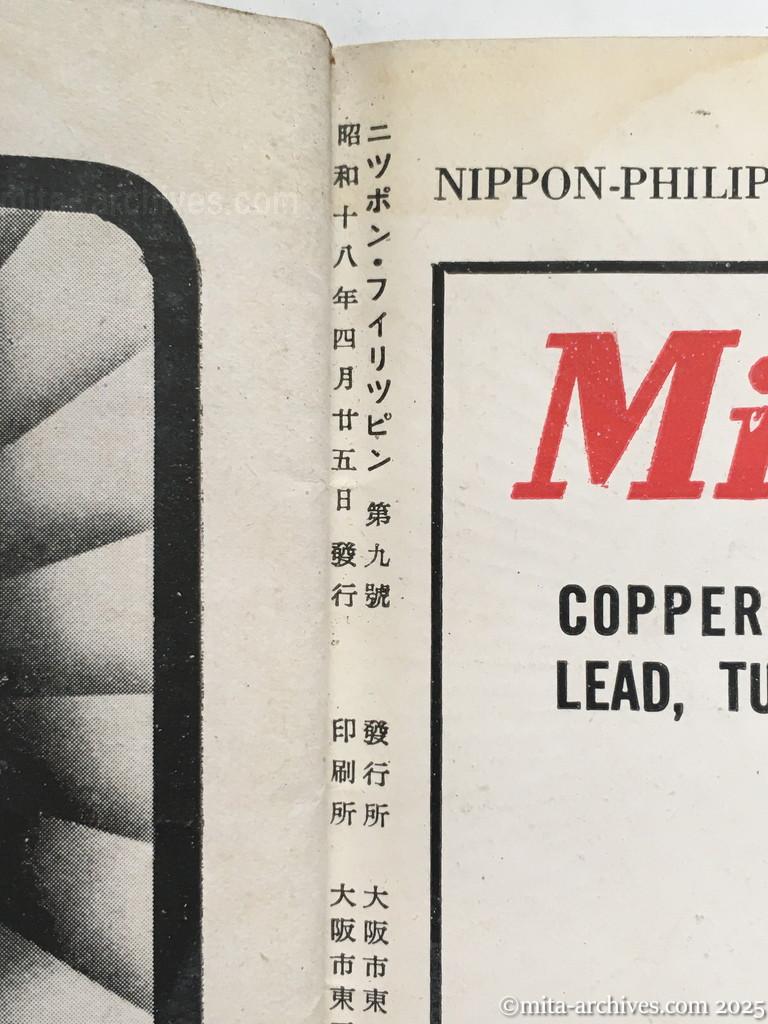 ニツポン・フイリツピン 第九號 發行所 大阪市東
昭和十八年四月廿五日 發行 印刷所 大阪市東
NIPPON-PHILIP
Mi
COPPER
LEAD, TU
mita-archives.com
©mita-archives.com 2025